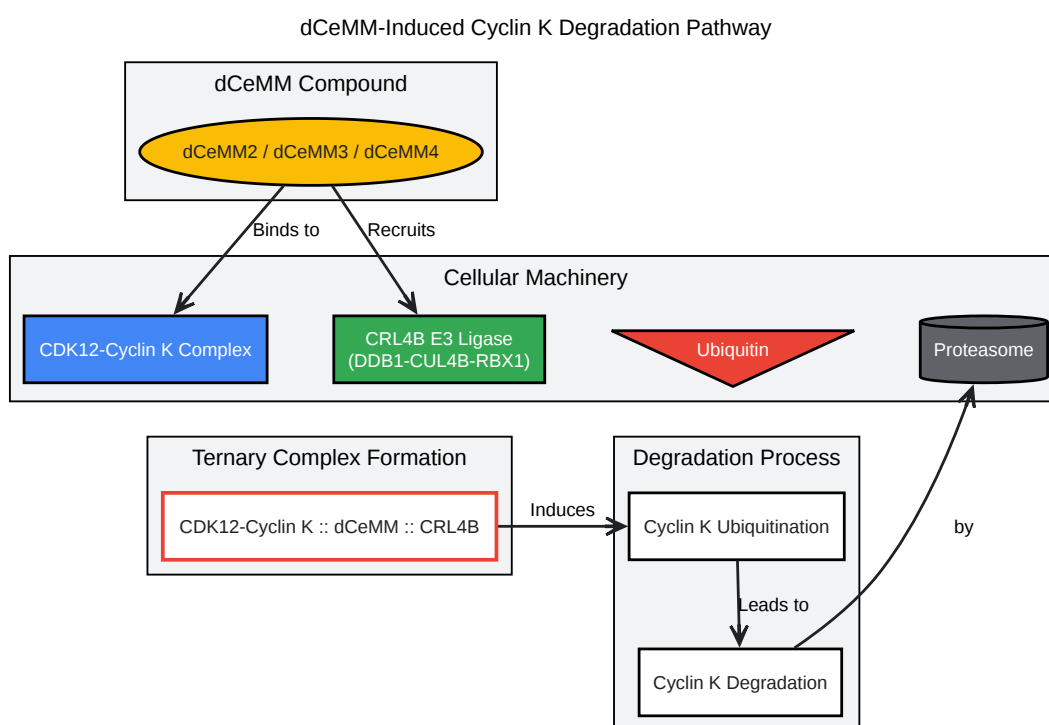 dCeMM-Induced Cyclin K Degradation Pathway
dCeMM Compound
dCeMM2 / dCeMM3 / dCeMM4
Binds to
Recruits
Cellular Machinery
CDK12-Cyclin K Complex
CRL4B E3 Ligase
(DDB1-CUL4B-RBX1)
Ubiquitin
Proteasome
Ternary Complex Formation
CDK12-Cyclin K :: dCeMM :: CRL4B
Induces
Degradation Process
Cyclin K Ubiquitination
by
Leads to
Cyclin K Degradation